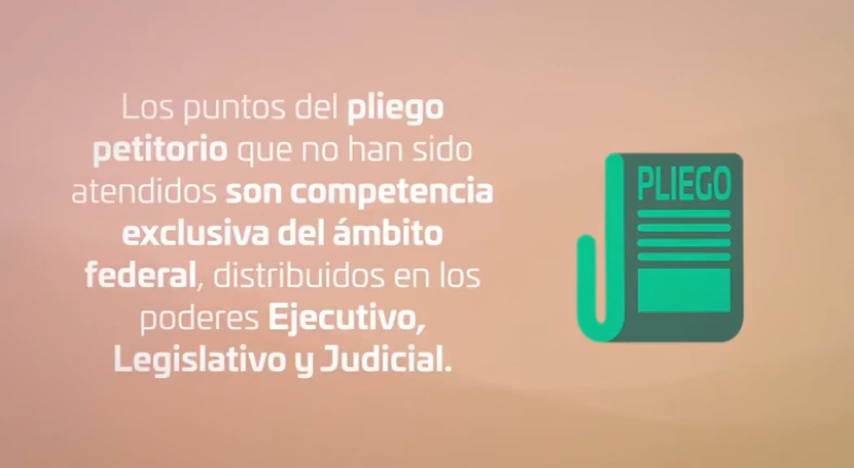 Los puntos del pliego
petitorio que no han sido
atendidos son competencia
exclusiva del ámbito
federal, distribuidos en los
poderes Ejecutivo,
Legislativo y Judicial.
PLIEGO